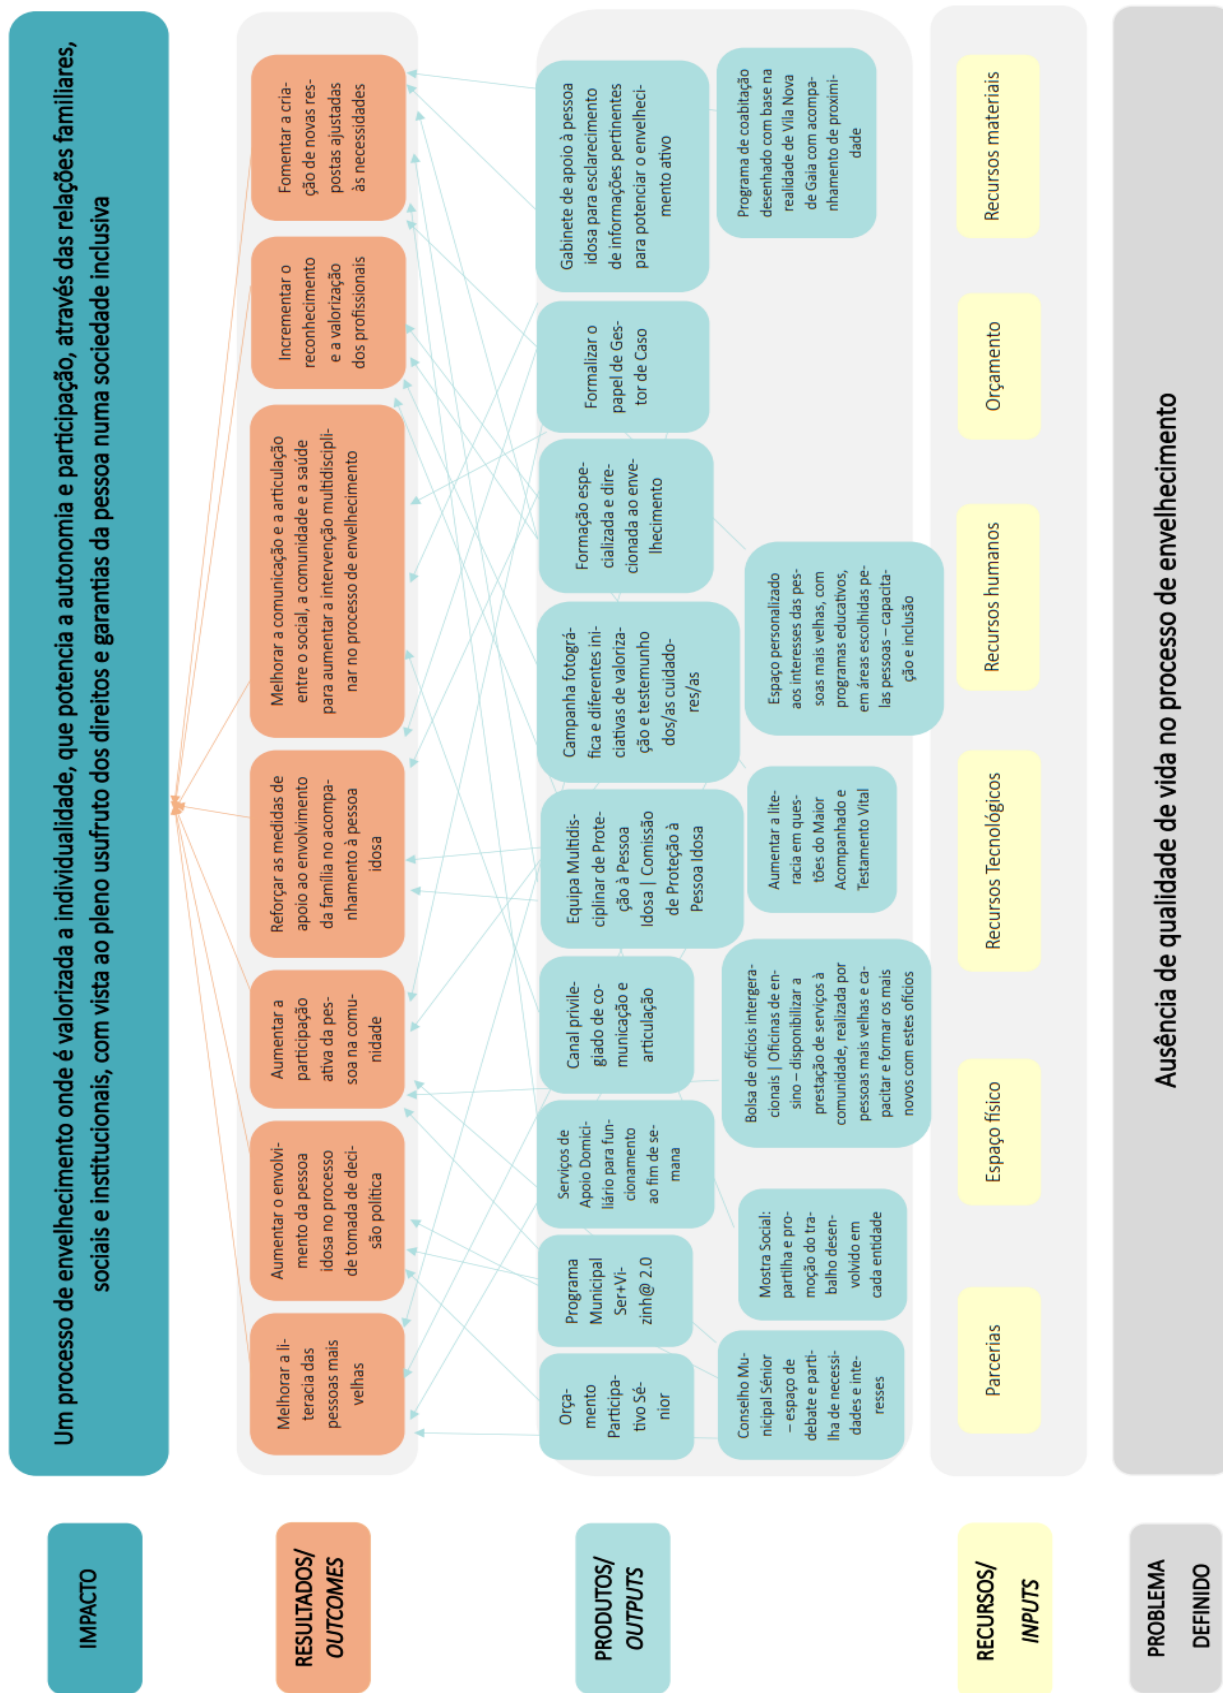 IMPACTO
Um processo de envelhecimento onde é valorizada a individualidade, que potencia a autonomia e participação, através das relações familiares,
sociais e institucionais, com vista ao pleno usufruto dos direitos e garantias da pessoa numa sociedade inclusiva
RESULTADOS/
OUTCOMES
Melhorar a li-
teracia das
pessoas mais
velhas
Aumentar o envolvi-
mento da pessoa
idosa no processo
de tomada de deci-
são política
Aumentar a
participação
ativa da pes-
soa na comu-
nidade
Reforçar as medidas de
apoio ao envolvimento
da família no acompa-
nhamento à pessoa
idosa
Melhorar a comunicação e a articulação
entre o social, a comunidade e a saúde
para aumentar a intervenção multidiscipli-
nar no processo de envelhecimento
Incrementar o
reconhecimento
e a valorização
dos profissionais
Fomentar a cria-
ção de novas res-
postas ajustadas
às necessidades
PRODUTOS/
OUTPUTS
Orça-
mento
Participa-
tivo Sé-
nior
Programa
Municipal
Ser+Vi-
zinh@ 2.0
Serviços de
Apoio Domici-
liário para fun-
cionamento
ao fim de se-
mana
Canal privile-
giado de co-
municação e
articulação
Equipa Multidis-
ciplinar de Prote-
ção à Pessoa
Idosa | Comissão
de Proteção à
Pessoa Idosa
Campanha fotográ-
fica e diferentes ini-
ciativas de valoriza-
ção e testemunho
dos/as cuidado-
res/as
Formação espe-
cializada e dire-
cionada ao enve-
lhecimento
Formalizar o
papel de Ges-
tor de Caso
Gabinete de apoio à pessoa
idosa para esclarecimento
de informações pertinentes
para potenciar o envelheci-
mento ativo
Conselho Mu-
nicipal Sénior
– espaço de
debate e parti-
lha de necessi-
dades e inte-
resses
Mostra Social:
partilha e pro-
moção do tra-
balho desen-
volvido em
cada entidade
Bolsa de ofícios intergera-
cionais | Oficinas de en-
sino – disponibilizar a
prestação de serviços à
comunidade, realizada por
pessoas mais velhas e ca-
pacitar e formar os mais
novos com estes ofícios
Aumentar a lite-
racia em ques-
tões do Maior
Acompanhado e
Testamento Vital
Espaço personalizado
aos interesses das pes-
soas mais velhas, com
programas educativos,
em áreas escolhidas pe-
las pessoas – capacita-
ção e inclusão
Programa de coabitação
desenhado com base na
realidade de Vila Nova
de Gaia com acompa-
nhamento de proximi-
dade
RECURSOS/
INPUTS
Parcerias
Espaço físico
Recursos Tecnológicos
Recursos humanos
Orçamento
Recursos materiais
PROBLEMA
DEFINIDO
Ausência de qualidade de vida no processo de envelhecimento